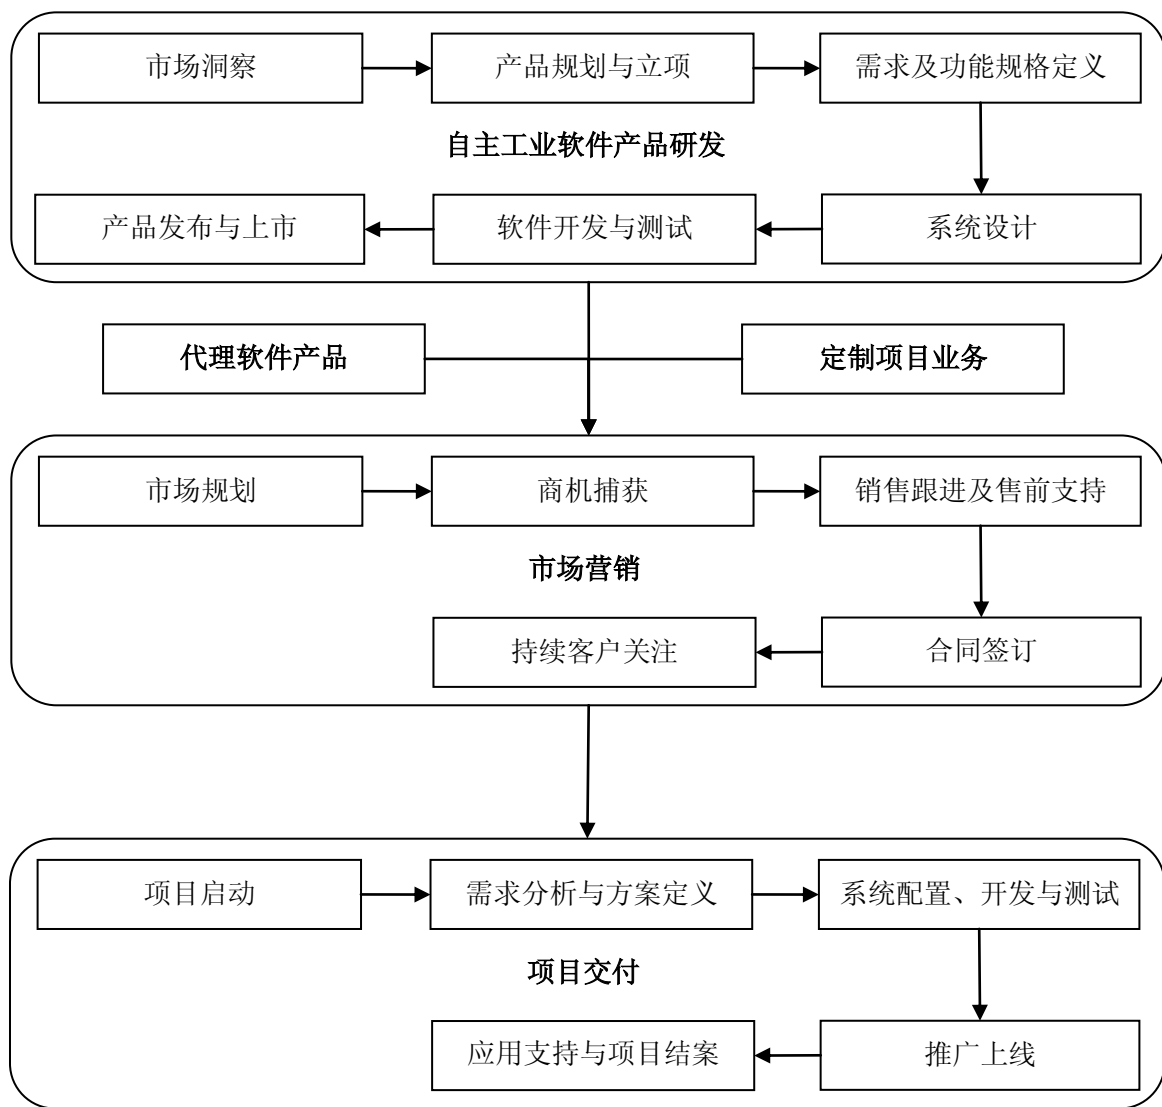 市场洞察
产品规划与立项
需求及功能规格定义
自主工业软件产品研发
产品发布与上市
软件开发与测试
系统设计
代理软件产品
定制项目业务
市场规划
商机捕获
销售跟进及售前支持
市场营销
持续客户关注
合同签订
项目启动
需求分析与方案定义
系统配置、开发与测试
项目交付
应用支持与项目结案
推广上线